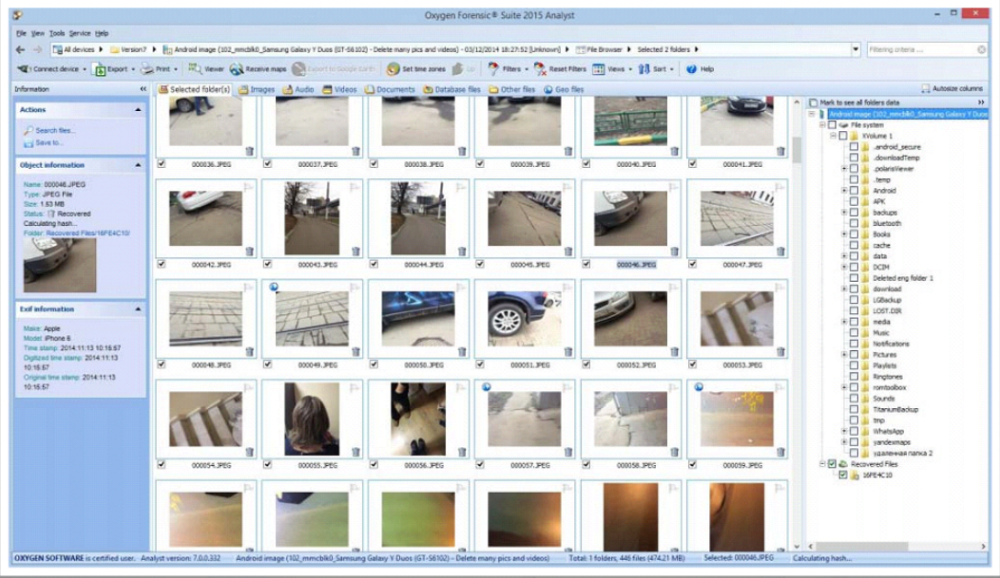 Oxygen Forensic® Suite 2015 Analyst
File View Tools Service Help
All devices Version7 Android image (102_mmcblk0_Samsung Galaxy Y Duos (GT-S6102) - Delete many pics and videos) - 03/12/2014 18:27:52 [Unknown] File Browser Selected 2 folders Filtering criteria ...
Connect device Export Print Viewer Receive maps Export to Google Earth Set time zones Up Filters Reset Filters Views Sort Help
Information
Selected folder(s) Images Audio Videos Documents Database files Other files Geo files Autosize columns
Actions
Search files...
Save to...
Object information
Name: 000046.JPEG
Type: JPEG File
Size: 1.63 MB
Status: Recovered
Calculating hash...
Folder: Recovered Files/16FE4C10/
Exif information
Make: Apple
Model: iPhone 6
Time stamp: 2014:11:13 10:16:57
Digitized time stamp: 2014:11:13
10:16:57
Original time stamp: 2014:11:13
10:16:57
000036.JPEG 000037.JPEG 000038.JPEG 000039.JPEG 000040.JPEG 000041.JPEG
000042.JPEG 000043.JPEG 000044.JPEG 000045.JPEG 000046.JPEG 000047.JPEG
000048.JPEG 000049.JPEG 000050.JPEG 000051.JPEG 000052.JPEG 000053.JPEG
000054.JPEG 000055.JPEG 000056.JPEG 000057.JPEG 000058.JPEG 000059.JPEG
Mark to see all folders data
Android image (102_mmcblk0_Samsung Galaxy Y Duos
File system
XVolume 1
.android_secure
.downloadTemp
.polarisViewer
.temp
Android
APK
backups
bluetooth
Books
cache
data
DCIM
Deleted eng folder 1
download
LGBackup
LOST.DIR
media
Music
Notifications
Pictures
Playlists
Ringtones
romtoolbox
Sounds
TitaniumBackup
tmp
WhatsApp
yandexmaps
удаленная папка 2
Recovered Files
16FE4C10
OXYGEN SOFTWARE is certified user. Analyst version: 7.0.0.332 Android image (102_mmcblk0_Samsung Galaxy Y Duos (GT-S6102) - Delete many pics and videos) Total: 1 folders, 446 files (474.21 MB) Selected: 000046.JPEG Calculating hash...